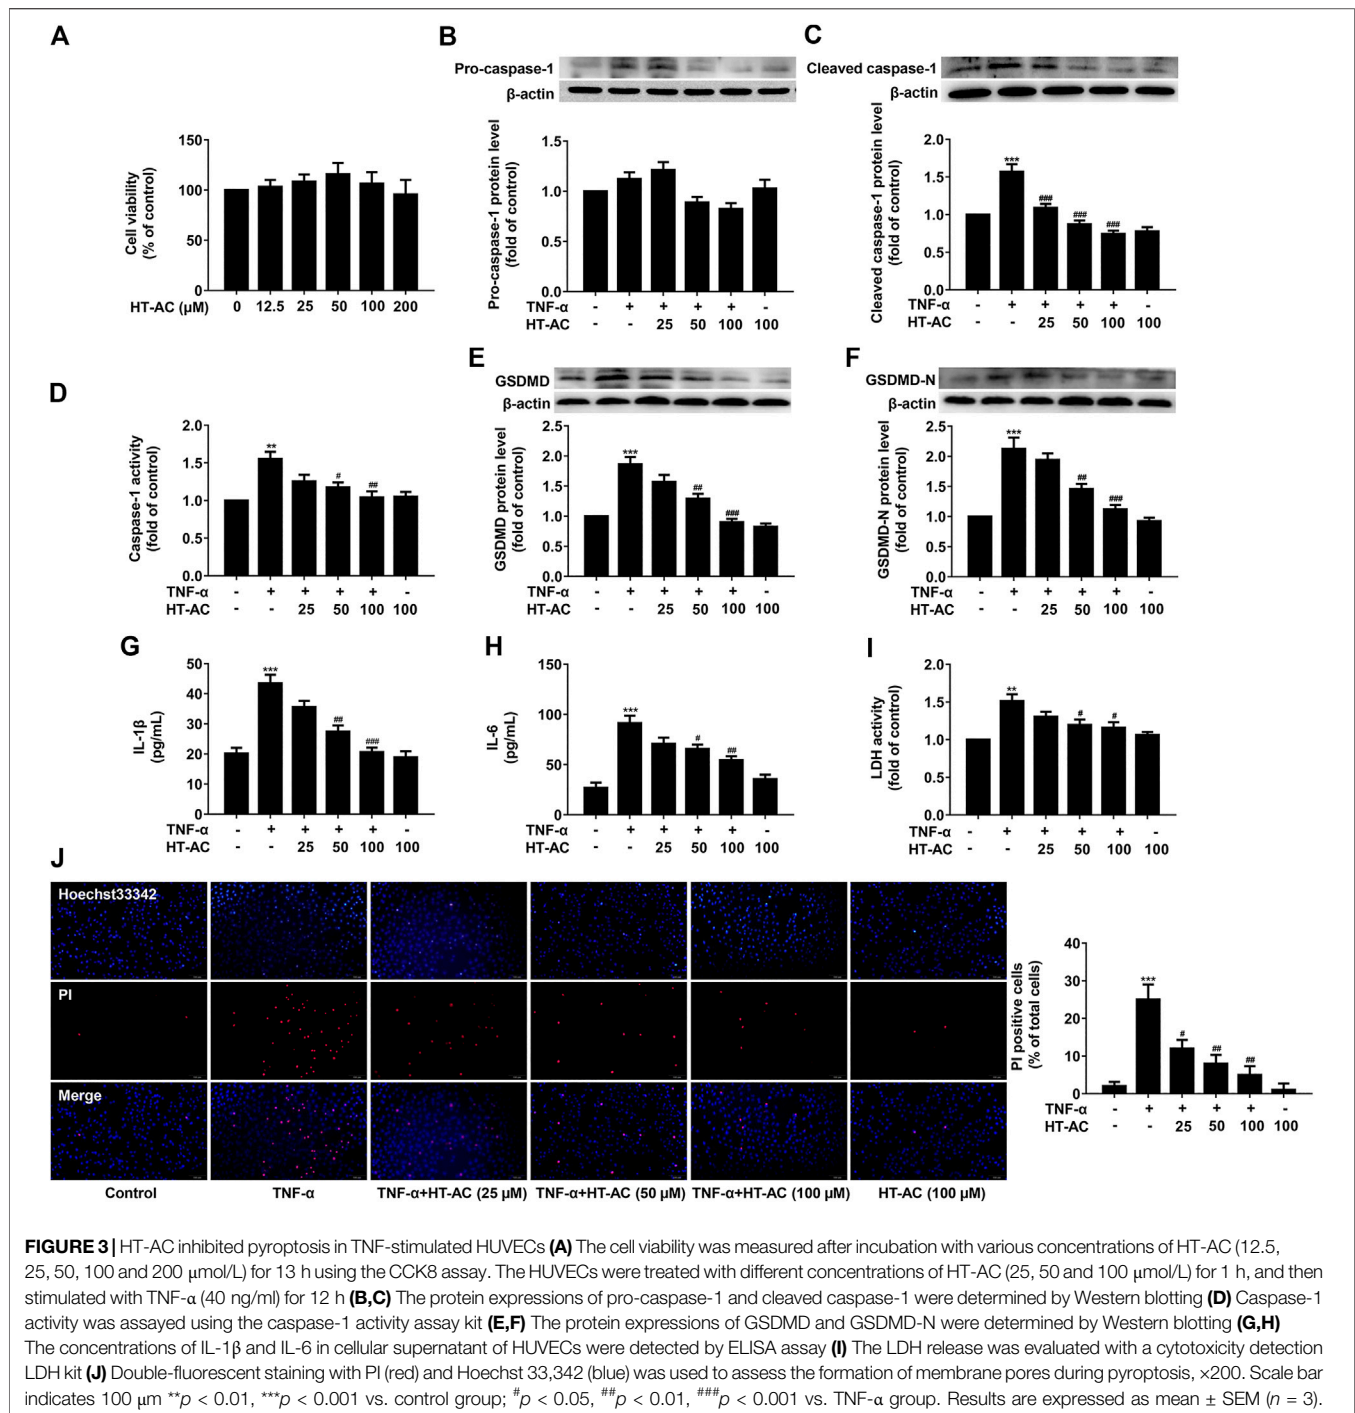 A
Cell viability
(% of control)
150
100
50
0
HT-AC (µM) 0 12.5 25 50 100 200
B
Pro-caspase-1
β-actin
Pro-caspase-1 protein level
(fold of control)
1.5
1.0
0.5
0.0
TNF-α - + + + + -
HT-AC - - 25 50 100 100
C
Cleaved caspase-1
β-actin
Cleaved caspase-1 protein level
(fold of control)
2.0
1.5
1.0
0.5
0.0
*** ### ### ###
TNF-α - + + + + -
HT-AC - - 25 50 100 100
D
Caspase-1 activity
(fold of control)
2.0
1.5
1.0
0.5
0.0
** # ##
TNF-α - + + + + -
HT-AC - - 25 50 100 100
E
GSDMD
β-actin
GSDMD protein level
(fold of control)
2.5
2.0
1.5
1.0
0.5
0.0
*** ## ###
TNF-α - + + + + -
HT-AC - - 25 50 100 100
F
GSDMD-N
β-actin
GSDMD-N protein level
(fold of control)
2.5
2.0
1.5
1.0
0.5
0.0
*** ## ###
TNF-α - + + + + -
HT-AC - - 25 50 100 100
G
IL-1β
(pg/mL)
50
40
30
20
10
0
*** ## ###
TNF-α - + + + + -
HT-AC - - 25 50 100 100
H
IL-6
(pg/mL)
150
100
50
0
*** # ##
TNF-α - + + + + -
HT-AC - - 25 50 100 100
I
LDH activity
(fold of control)
2.0
1.5
1.0
0.5
0.0
** # #
TNF-α - + + + + -
HT-AC - - 25 50 100 100
J
Hoechst33342
PI
Merge
Control TNF-α TNF-α+HT-AC (25 µM) TNF-α+HT-AC (50 µM) TNF-α+HT-AC (100 µM) HT-AC (100 µM)
PI positive cells
(% of total cells)
40
30
20
10
0
*** # ## ##
TNF-α - + + + + -
HT-AC - - 25 50 100 100
FIGURE 3 | HT-AC inhibited pyroptosis in TNF-stimulated HUVECs (A) The cell viability was measured after incubation with various concentrations of HT-AC (12.5,
25, 50, 100 and 200 μmol/L) for 13 h using the CCK8 assay. The HUVECs were treated with different concentrations of HT-AC (25, 50 and 100 μmol/L) for 1 h, and then
stimulated with TNF-α (40 ng/ml) for 12 h (B,C) The protein expressions of pro-caspase-1 and cleaved caspase-1 were determined by Western blotting (D) Caspase-1
activity was assayed using the caspase-1 activity assay kit (E,F) The protein expressions of GSDMD and GSDMD-N were determined by Western blotting (G,H)
The concentrations of IL-1β and IL-6 in cellular supernatant of HUVECs were detected by ELISA assay (I) The LDH release was evaluated with a cytotoxicity detection
LDH kit (J) Double-fluorescent staining with PI (red) and Hoechst 33,342 (blue) was used to assess the formation of membrane pores during pyroptosis, ×200. Scale bar
indicates 100 μm **p < 0.01, ***p < 0.001 vs. control group; #p < 0.05, ##p < 0.01, ###p < 0.001 vs. TNF-α group. Results are expressed as mean ± SEM (n = 3).